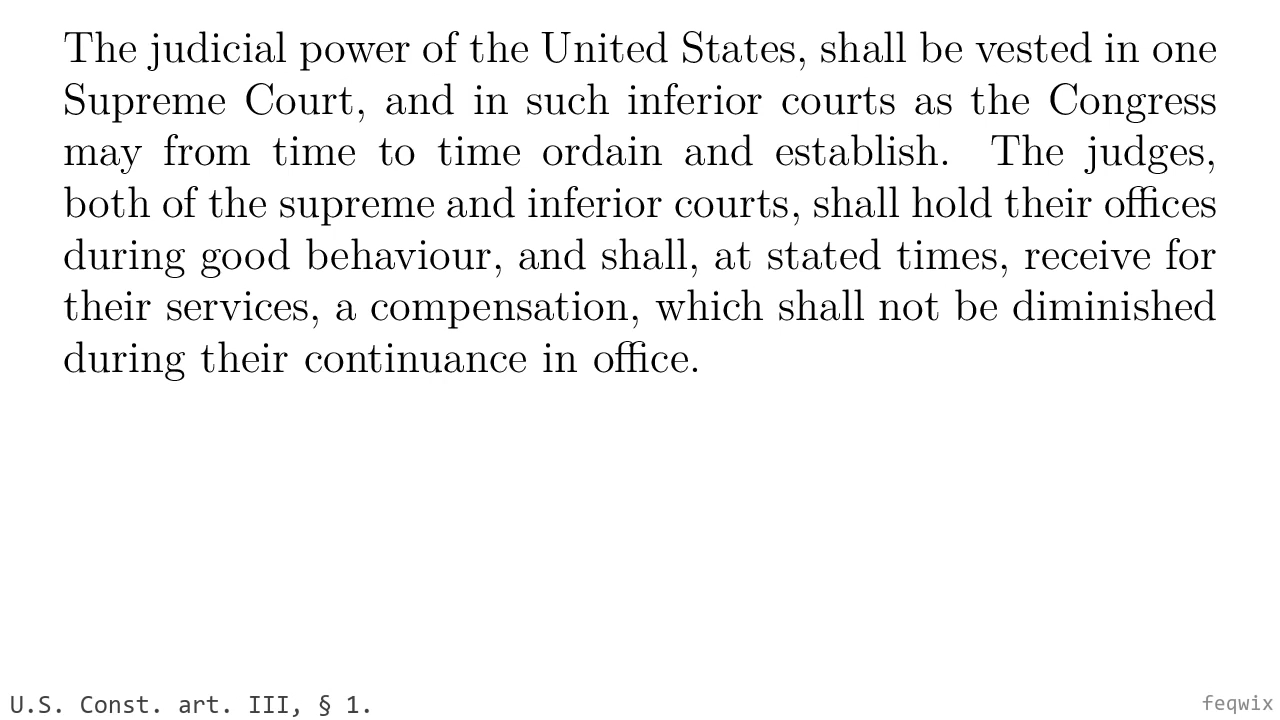 The judicial power of the United States, shall be vested in one
Supreme Court, and in such inferior courts as the Congress
may from time to time ordain and establish. The judges,
both of the supreme and inferior courts, shall hold their offices
during good behaviour, and shall, at stated times, receive for
their services, a compensation, which shall not be diminished
during their continuance in office.
U.S. Const. art. III, § 1.
feqwix